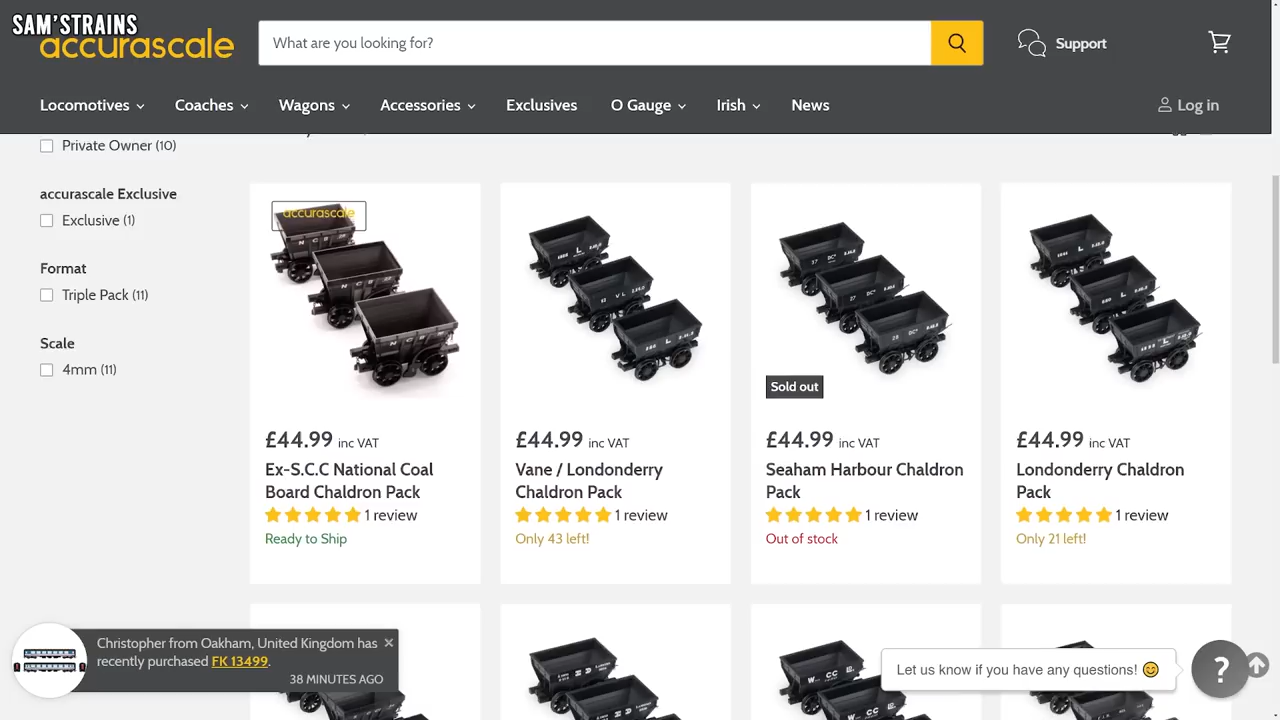 SAM'STRAINS
accurascale
What are you looking for?
Support
Locomotives
Coaches
Wagons
Accessories
Exclusives
O Gauge
Irish
News
Log in
Private Owner (10)
accurascale Exclusive
Exclusive (1)
Format
Triple Pack (11)
Scale
4mm (11)
accurascale
£44.99 inc VAT
Ex-S.C.C National Coal
Board Chaldron Pack
1 review
Ready to Ship
£44.99 inc VAT
Vane / Londonderry
Chaldron Pack
1 review
Only 43 left!
Sold out
£44.99 inc VAT
Seaham Harbour Chaldron
Pack
1 review
Out of stock
£44.99 inc VAT
Londonderry Chaldron
Pack
1 review
Only 21 left!
Christopher from Oakham, United Kingdom has
recently purchased FK 13499.
38 MINUTES AGO
Let us know if you have any questions!
?